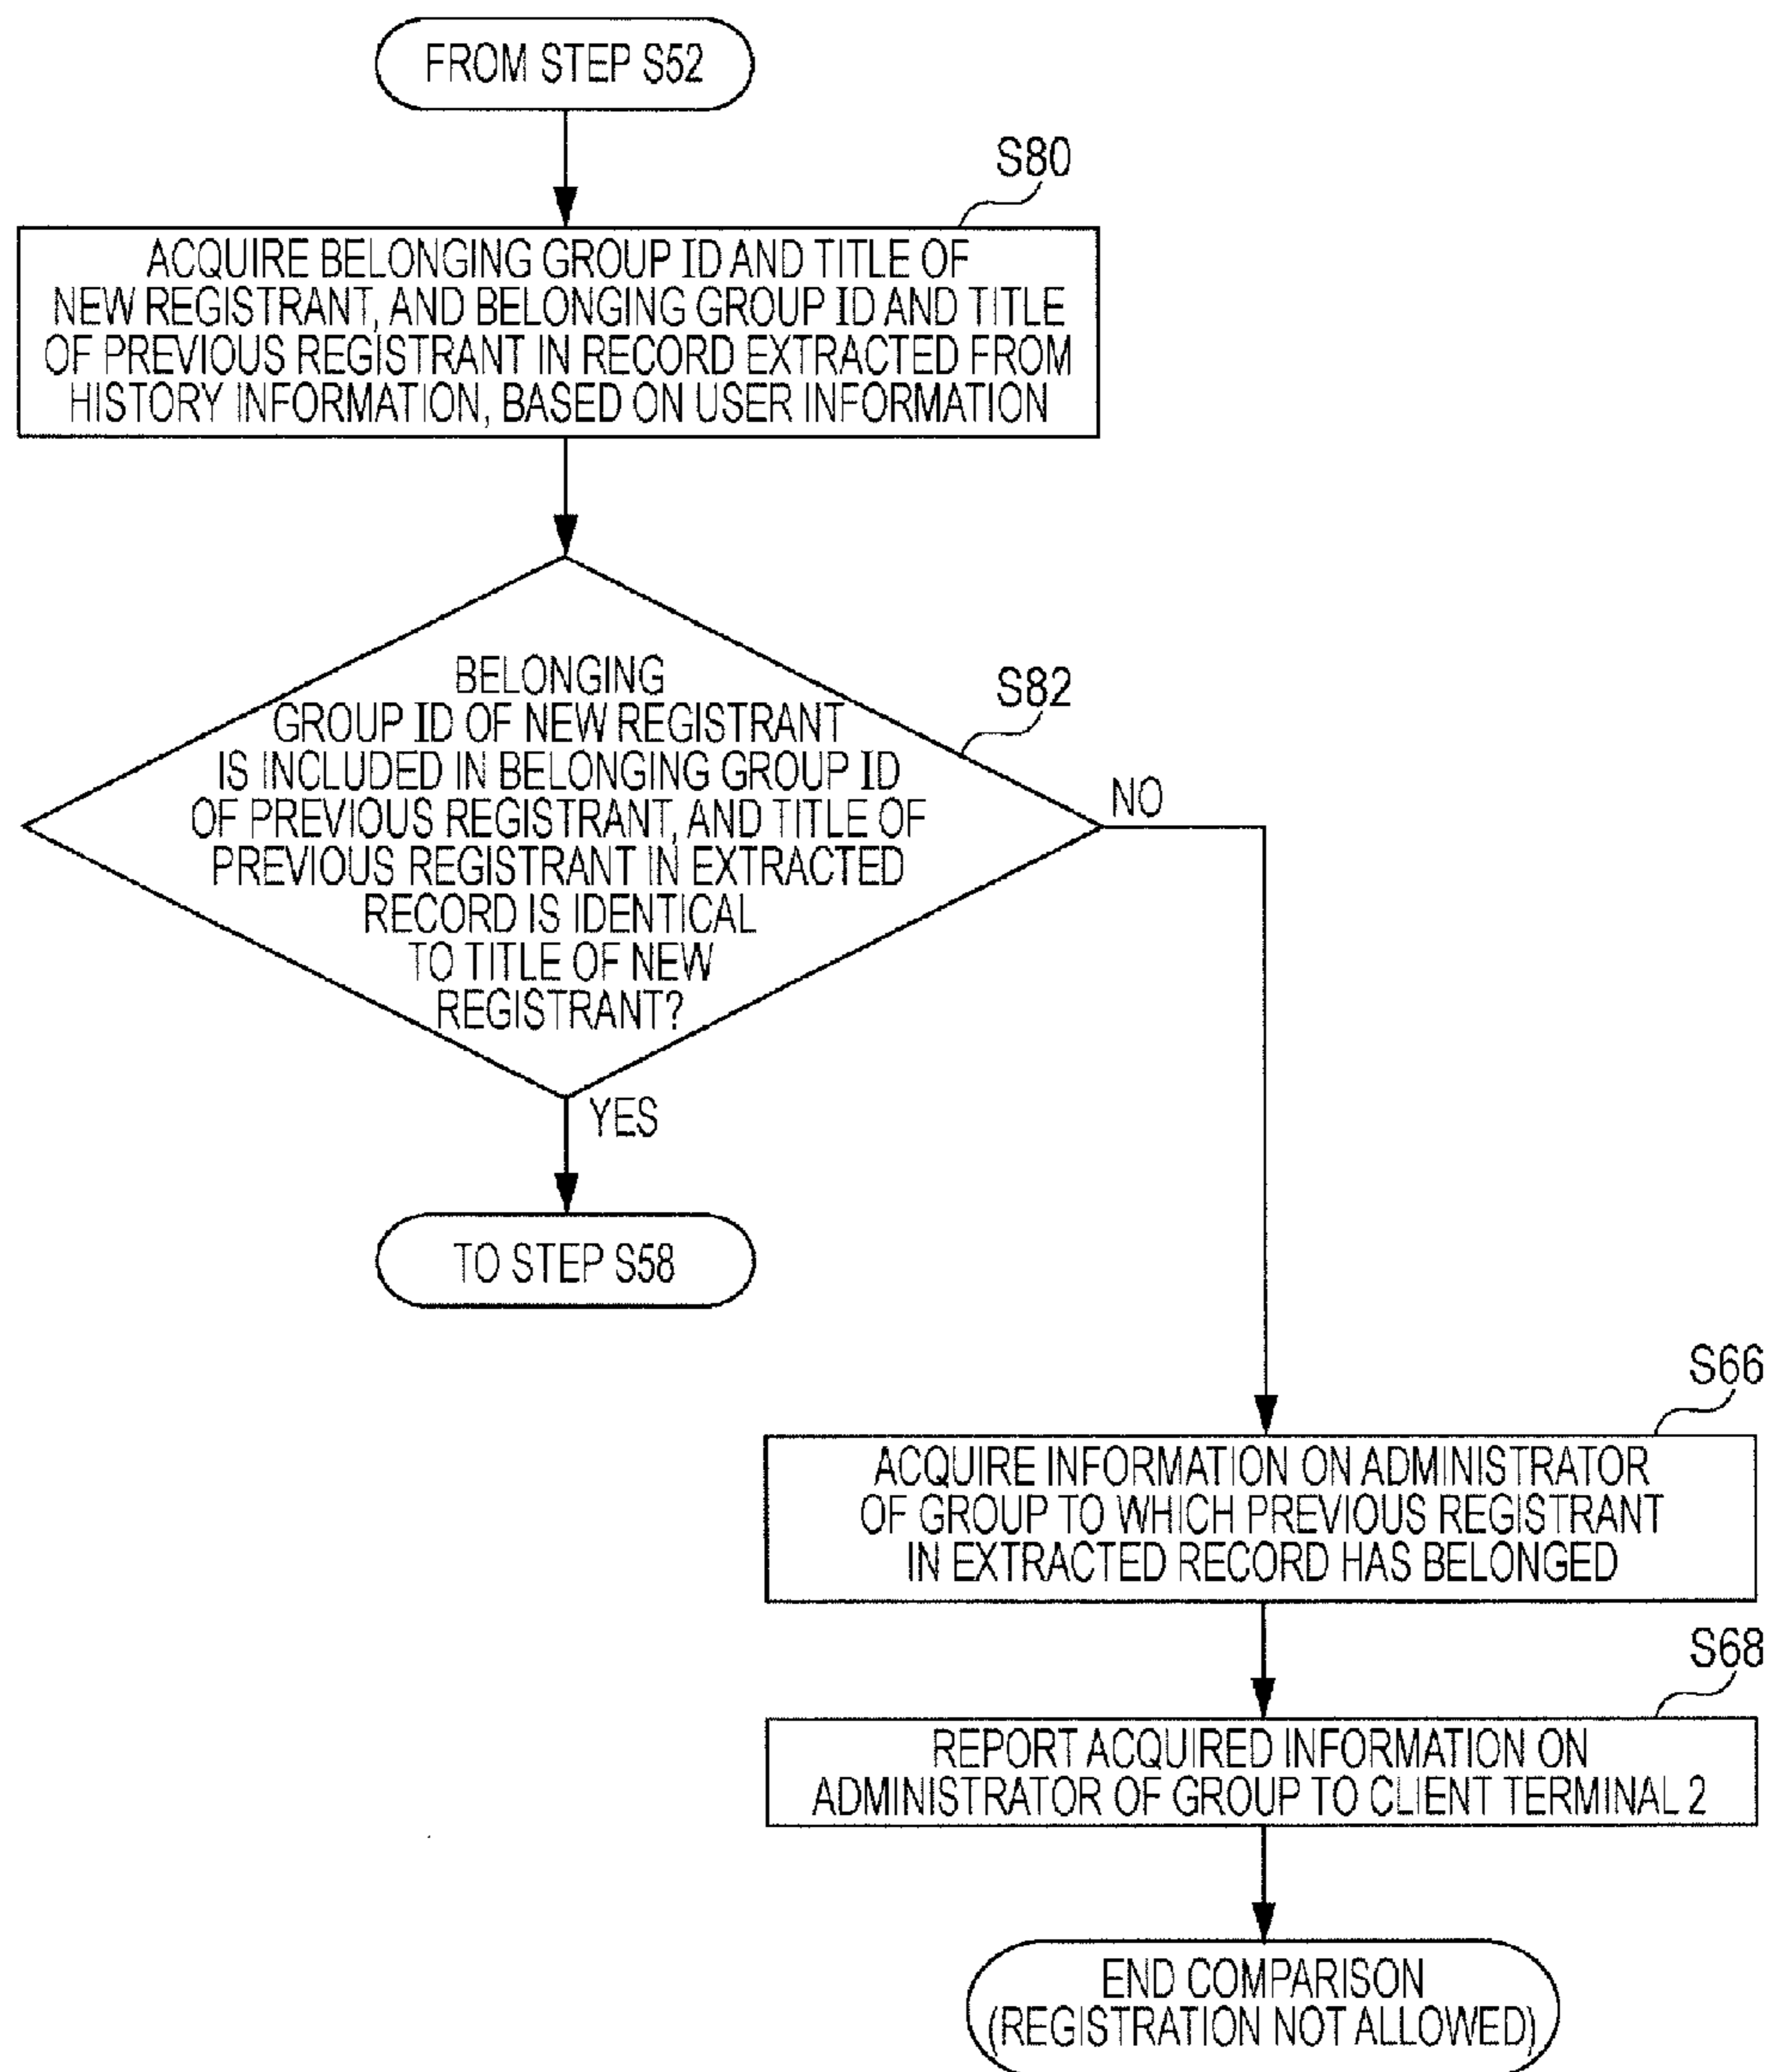 FROM STEP S52
S80
ACQUIRE BELONGING GROUP ID AND TITLE OF
NEW REGISTRANT, AND BELONGING GROUP ID AND TITLE
OF PREVIOUS REGISTRANT IN RECORD EXTRACTED FROM
HISTORY INFORMATION, BASED ON USER INFORMATION
S82
BELONGING
GROUP ID OF NEW REGISTRANT
IS INCLUDED IN BELONGING GROUP ID
OF PREVIOUS REGISTRANT, AND TITLE OF
PREVIOUS REGISTRANT IN EXTRACTED
RECORD IS IDENTICAL
TO TITLE OF NEW
REGISTRANT?
NO
YES
TO STEP S58
S66
ACQUIRE INFORMATION ON ADMINISTRATOR
OF GROUP TO WHICH PREVIOUS REGISTRANT
IN EXTRACTED RECORD HAS BELONGED
S68
REPORT ACQUIRED INFORMATION ON
ADMINISTRATOR OF GROUP TO CLIENT TERMINAL 2
END COMPARISON
(REGISTRATION NOT ALLOWED)